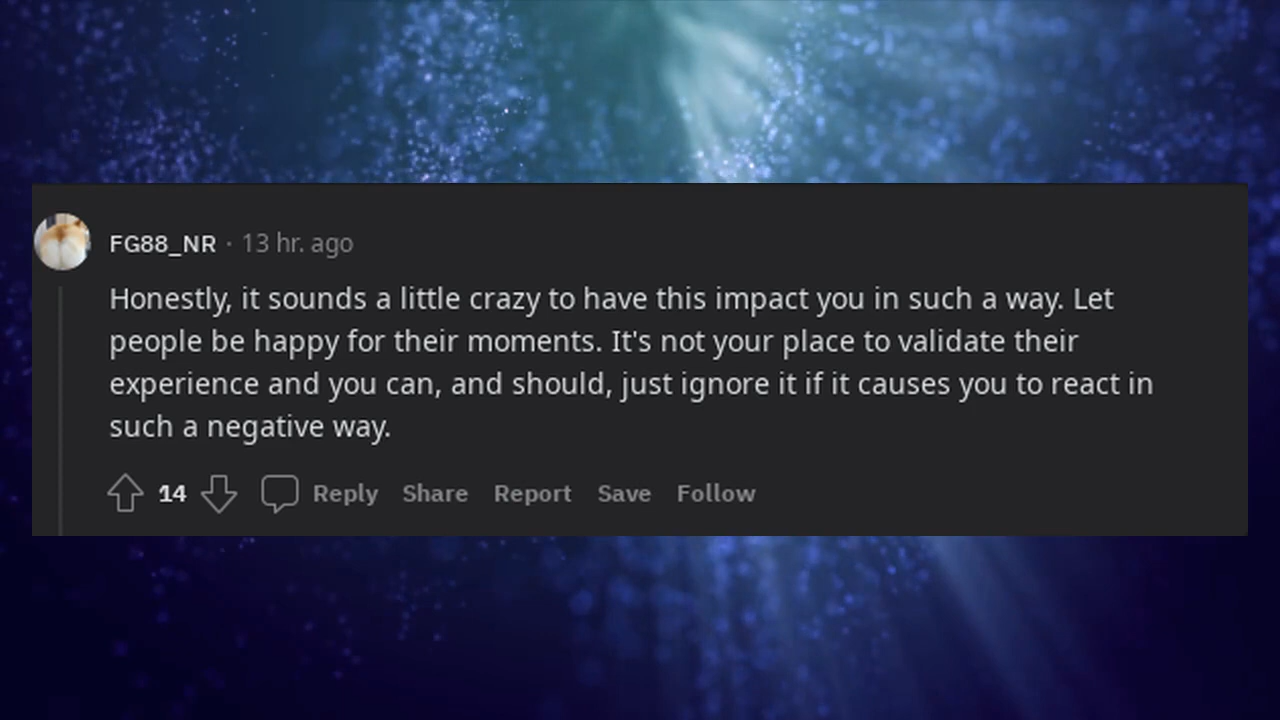 FG88_NR · 13 hr. ago
Honestly, it sounds a little crazy to have this impact you in such a way. Let
people be happy for their moments. It's not your place to validate their
experience and you can, and should, just ignore it if it causes you to react in
such a negative way.
14 Reply Share Report Save Follow